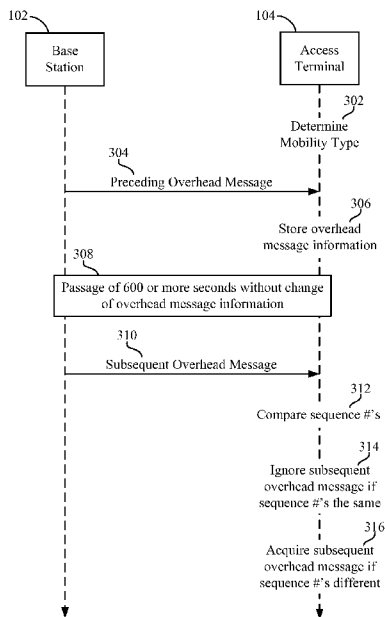 102
104
Base
Station
Access
Terminal
302
Determine
Mobility Type
304
Preceding Overhead Message
306
Store overhead
message information
308
Passage of 600 or more seconds without change
of overhead message information
310
Subsequent Overhead Message
312
Compare sequence #'s
314
Ignore subsequent
overhead message if
sequence #'s the same
316
Acquire subsequent
overhead message if
sequence #'s different